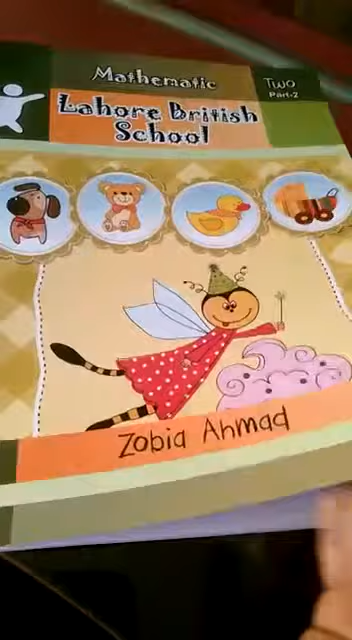 Mathematic
Two
Part-2
Lahore British
School
Zobia Ahmad